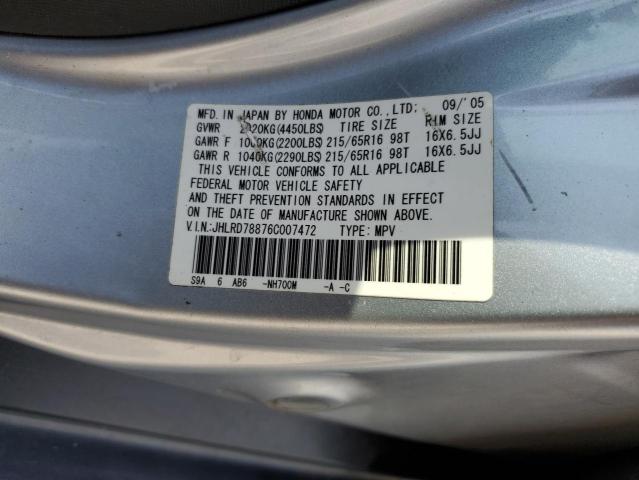 MFD. IN JAPAN BY HONDA MOTOR CO.,LTD: 09/'05
GVWR 2020KG(4450LBS) TIRE SIZE RIM SIZE
GAWR F 1000KG(2200LBS) 215/65R16 98T 16X6.5JJ
GAWR R 1040KG(2290LBS) 215/65R16 98T 16X6.5JJ
THIS VEHICLE CONFORMS TO ALL APPLICABLE
FEDERAL MOTOR VEHICLE SAFETY
AND THEFT PREVENTION STANDARDS IN EFFECT
ON THE DATE OF MANUFACTURE SHOWN ABOVE.
V.I.N.:JHLRD78876C007472 TYPE: MPV
S9A 6 AB6 -NH700M -A -C